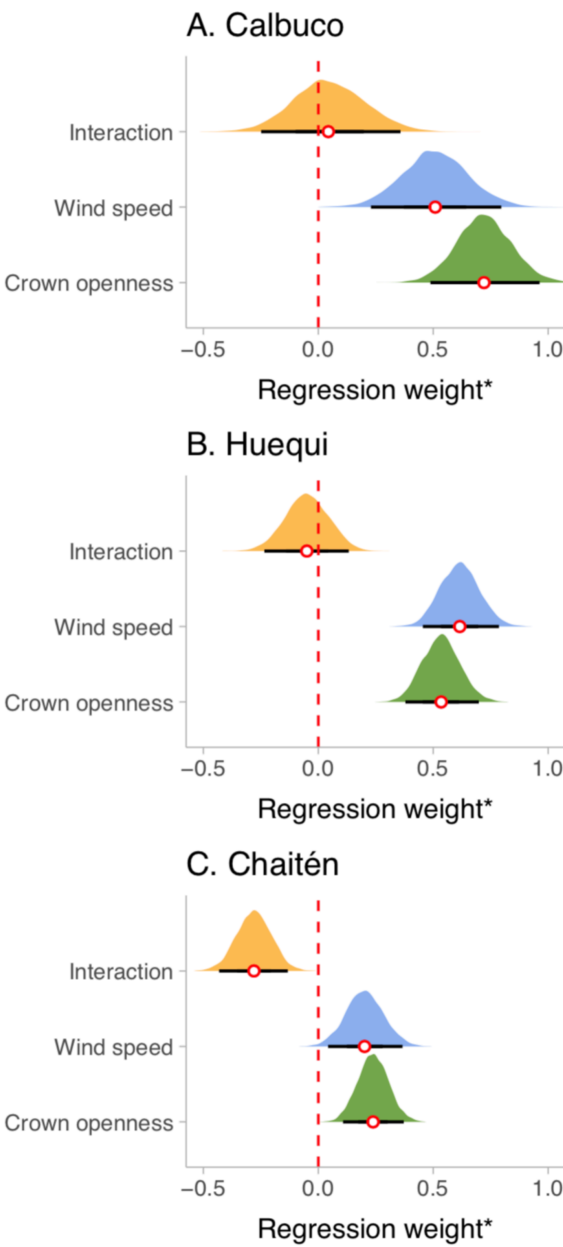 A. Calbuco
Interaction
Wind speed
Crown openness
−0.5 0.0 0.5 1.0
Regression weight*
B. Huequi
Interaction
Wind speed
Crown openness
−0.5 0.0 0.5 1.0
Regression weight*
C. Chaitén
Interaction
Wind speed
Crown openness
−0.5 0.0 0.5 1.0
Regression weight*